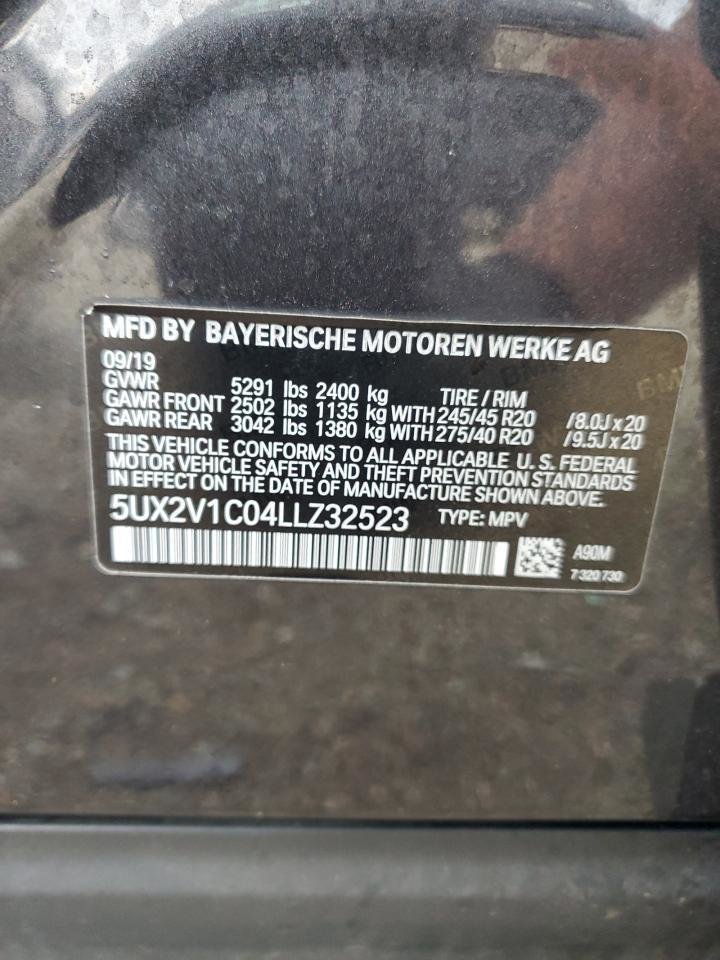 MFD BY BAYERISCHE MOTOREN WERKE AG
09/19
GVWR 5291 lbs 2400 kg TIRE / RIM
GAWR FRONT 2502 lbs 1135 kg WITH 245/45 R20 /8.0J x 20
GAWR REAR 3042 lbs 1380 kg WITH 275/40 R20 /9.5J x 20
THIS VEHICLE CONFORMS TO ALL APPLICABLE U. S. FEDERAL
MOTOR VEHICLE SAFETY AND THEFT PREVENTION STANDARDS
IN EFFECT ON THE DATE OF MANUFACTURE SHOWN ABOVE.
5UX2V1C04LLZ32523 TYPE: MPV
A90M
7 320 730